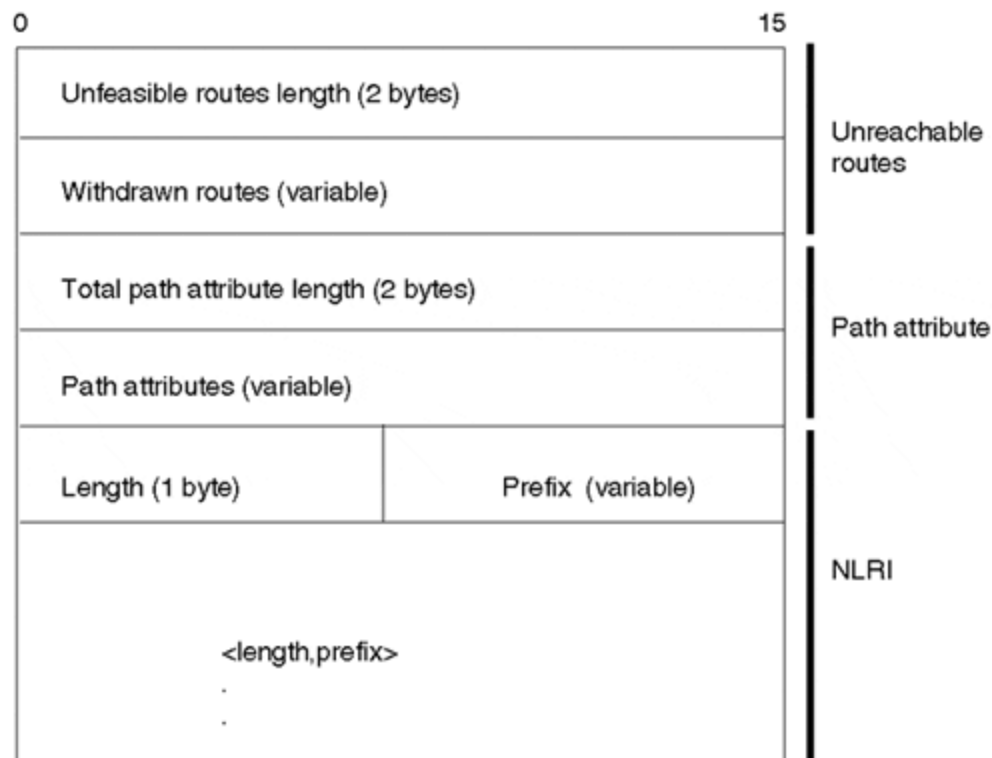 0 15
Unfeasible routes length (2 bytes)
Unreachable
routes
Withdrawn routes (variable)
Total path attribute length (2 bytes)
Path attribute
Path attributes (variable)
Length (1 byte) Prefix (variable)
NLRI
<length,prefix>
.
.